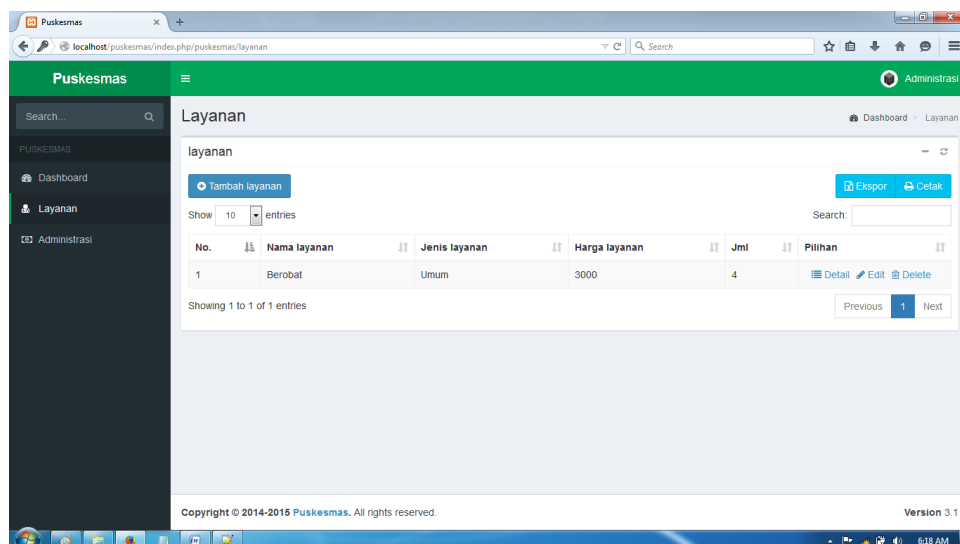 Puskesmas
localhost/puskesmas/index.php/puskesmas/layanan
Search
Puskesmas
Administrasi
Search...
Layanan
Dashboard > Layanan
PUSKESMAS
layanan
Dashboard
Tambah layanan
Ekspor Cetak
Layanan
Show 10 entries
Search:
Administrasi
No. Nama layanan Jenis layanan Harga layanan Jml Pilihan
1 Berobat Umum 3000 4 Detail Edit Delete
Showing 1 to 1 of 1 entries
Previous 1 Next
Copyright © 2014-2015 Puskesmas. All rights reserved.
Version 3.1
6:18 AM